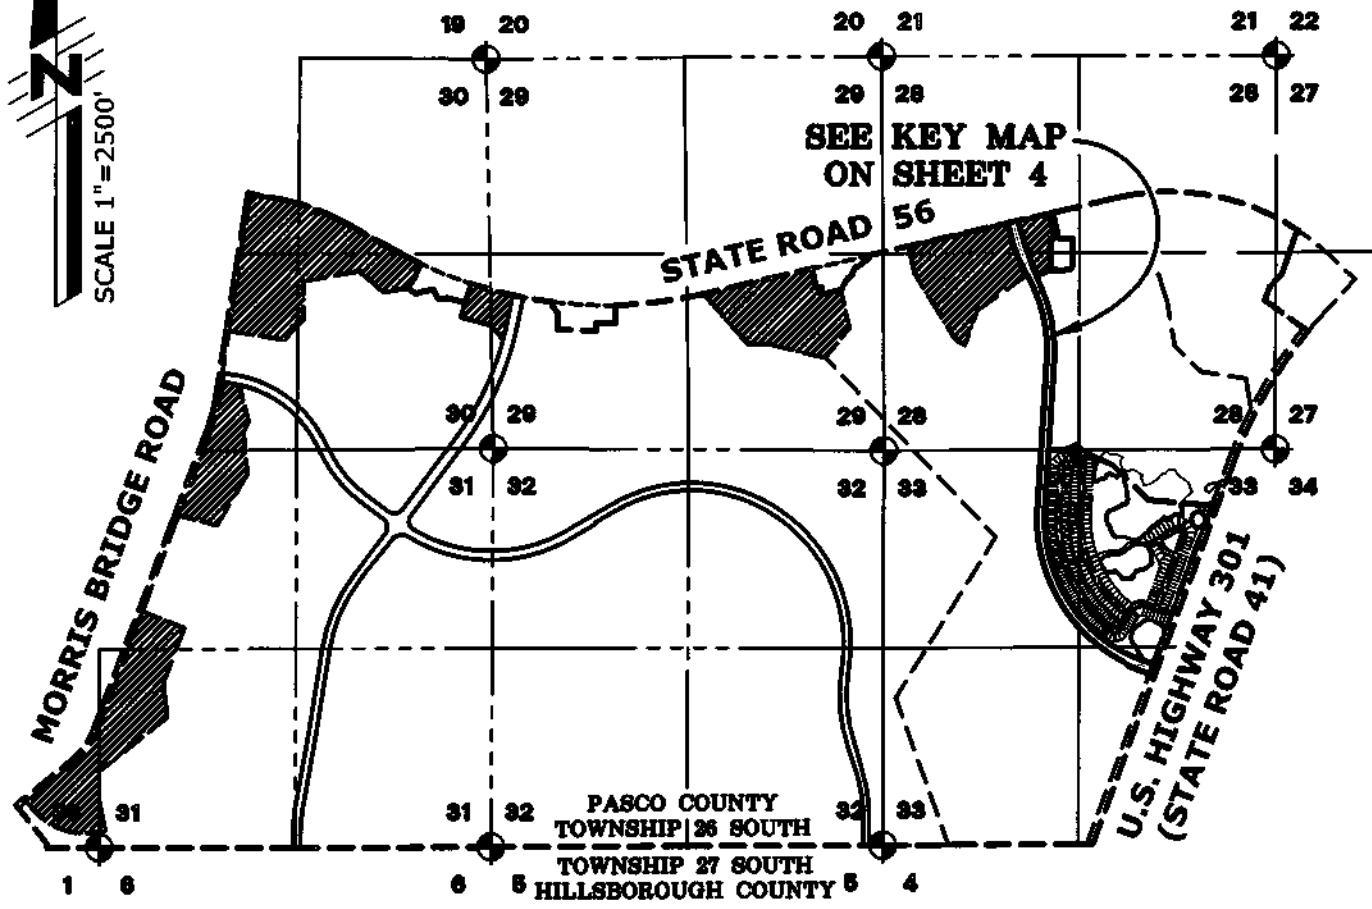 19 20
20 21
21 22
30 29
29 28
28 27
N
SCALE 1"=2500'
SEE KEY MAP
ON SHEET 4
STATE ROAD 56
MORRIS BRIDGE ROAD
30 29
29 28
28 27
31 32
32 33
33 34
U.S. HIGHWAY 301
(STATE ROAD 41)
31
31 32
32 33
PASCO COUNTY
TOWNSHIP 26 SOUTH
TOWNSHIP 27 SOUTH
HILLSBOROUGH COUNTY
1 6
6 5
5 4